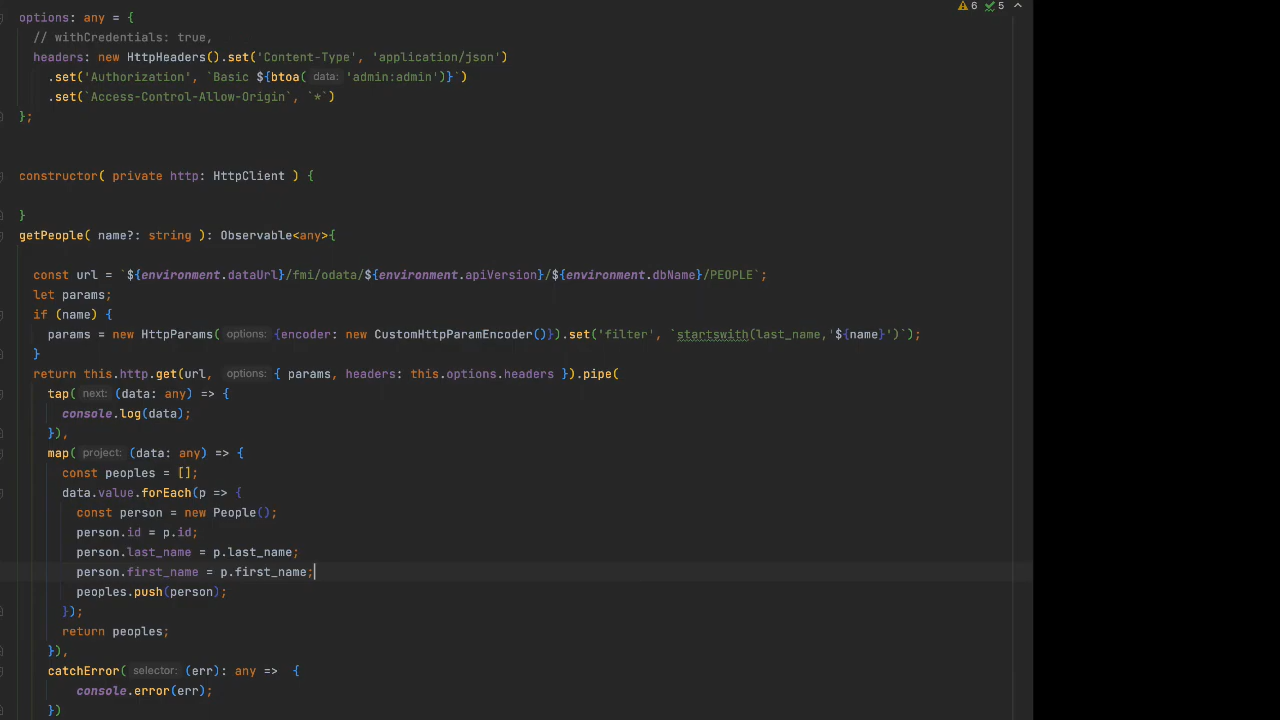 options: any = {
6 5
// withCredentials: true,
headers: new HttpHeaders().set('Content-Type', 'application/json')
.set('Authorization', `Basic ${btoa( data: 'admin:admin')}`)
.set(`Access-Control-Allow-Origin`, `*`)
};
constructor( private http: HttpClient ) {
}
getPeople( name?: string ): Observable<any>{
const url = `${environment.dataUrl}/fmi/odata/${environment.apiVersion}/${environment.dbName}/PEOPLE`;
let params;
if (name) {
params = new HttpParams( options: {encoder: new CustomHttpParamEncoder()}).set('filter', `startswith(last_name,'${name}')`);
}
return this.http.get(url, options: { params, headers: this.options.headers }).pipe(
tap( next: (data: any) => {
console.log(data);
}),
map( project: (data: any) => {
const peoples = [];
data.value.forEach(p => {
const person = new People();
person.id = p.id;
person.last_name = p.last_name;
person.first_name = p.first_name;
peoples.push(person);
});
return peoples;
}),
catchError( selector: (err): any => {
console.error(err);
})